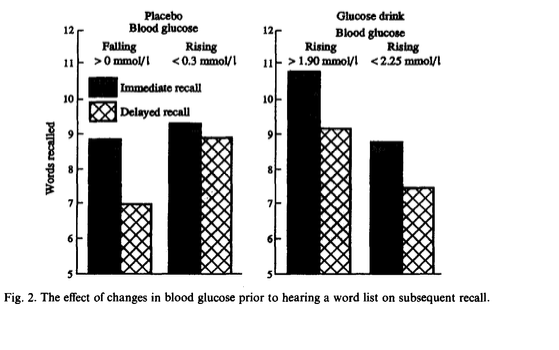 Placebo
Blood glucose
Falling Rising
> 0 mmol/l < 0.3 mmol/l
Immediate recall
Delayed recall
Words recalled
12
11
10
9
8
7
6
5
Glucose drink
Blood glucose
Rising Rising
> 1.90 mmol/l < 2.25 mmol/l
12
11
10
9
8
7
6
5
Fig. 2. The effect of changes in blood glucose prior to hearing a word list on subsequent recall.